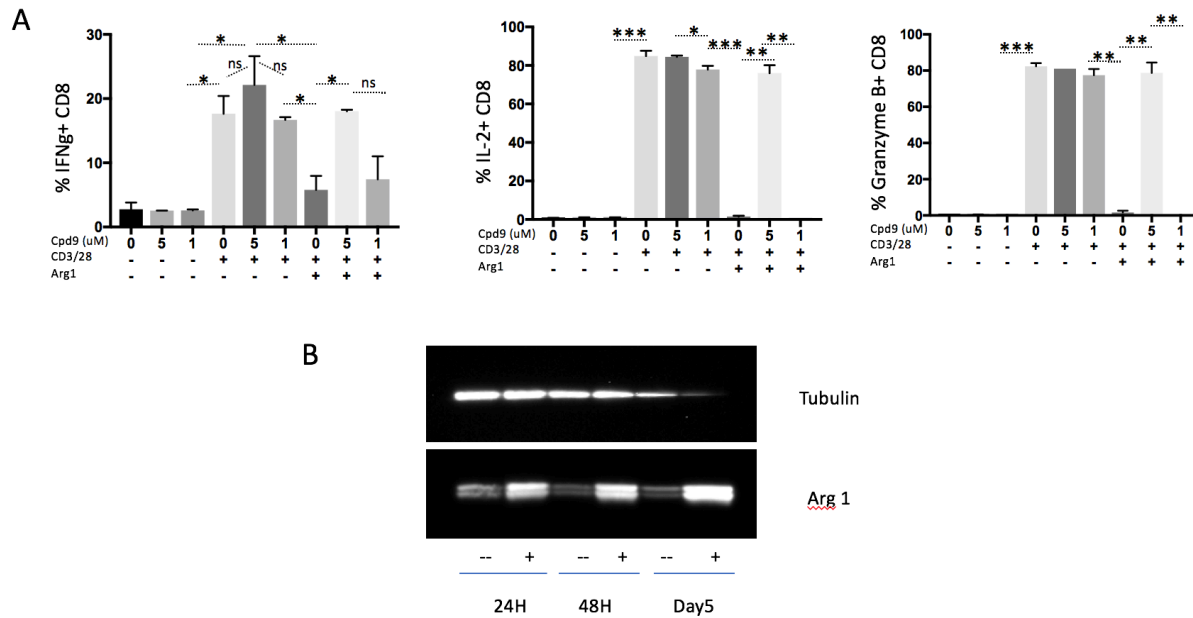 A
30
20
10
0
% IFNg+ CD8
* * ns ns * * * ns
Cpd9 (uM) 0 5 1 0 5 1 0 5 1
CD3/28 - - - + + + + + +
Arg1 - - - - - - + + +
100
80
60
40
20
0
% IL-2+ CD8
*** * *** ** **
0 5 1 0 5 1 0 5 1
Cpd9 (uM)
CD3/28 - - - + + + + + +
Arg1 - - - - - - + + +
100
80
60
40
20
0
% Granzyme B+ CD8
*** ** ** **
Cpd9 (uM) 0 5 1 0 5 1 0 5 1
CD3/28 - - - + + + + + +
Arg1 - - - - - - + + +
B
Tubulin
Arg 1
-- + -- + -- +
24H 48H Day5